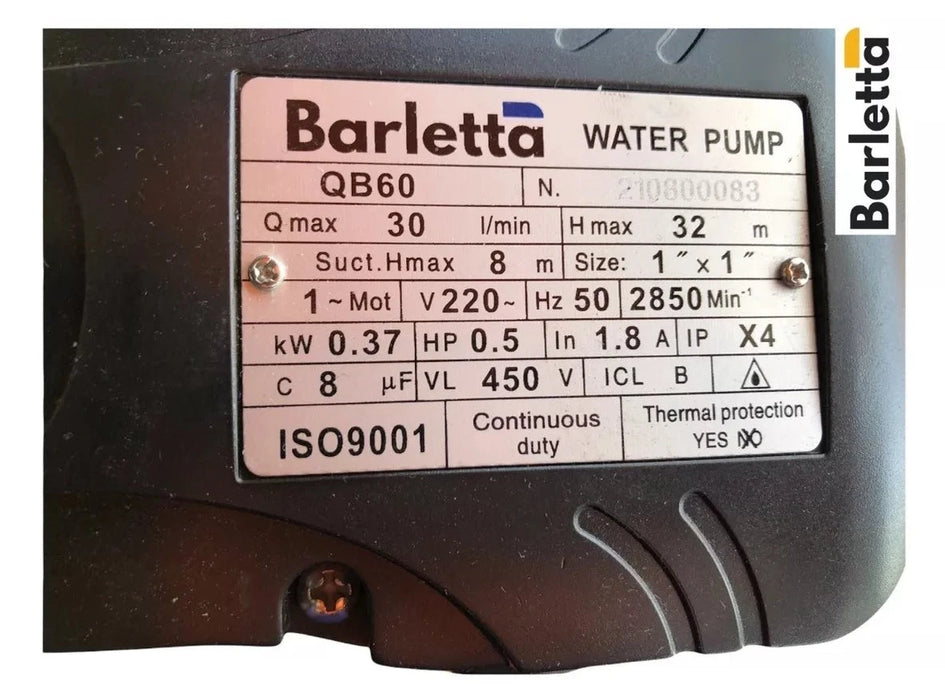 Barletta WATER PUMP
QB60 N. 210800083
Q max 30 l/min H max 32 m
Suct.Hmax 8 m Size: 1″ x 1″
1~Mot V 220~ Hz 50 2850 Min⁻¹
kW 0.37 HP 0.5 In 1.8 A IP X4
C 8 µF VL 450 V ICL B
ISO9001 Continuous duty Thermal protection YES NO
Barletta